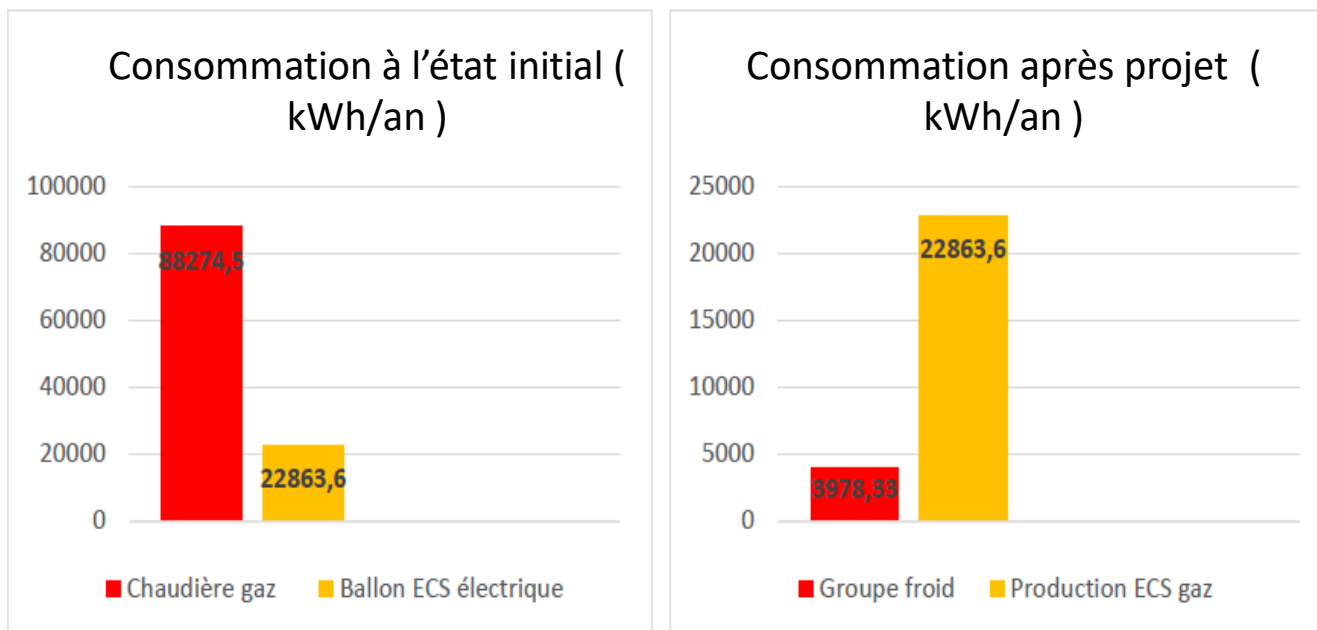 Consommation à l’état initial (
kWh/an )
100000
80000
60000
40000
20000
0
88274,5
22863,6
Chaudière gaz
Ballon ECS électrique
Consommation après projet (
kWh/an )
25000
20000
15000
10000
5000
0
3978,33
22863,6
Groupe froid
Production ECS gaz